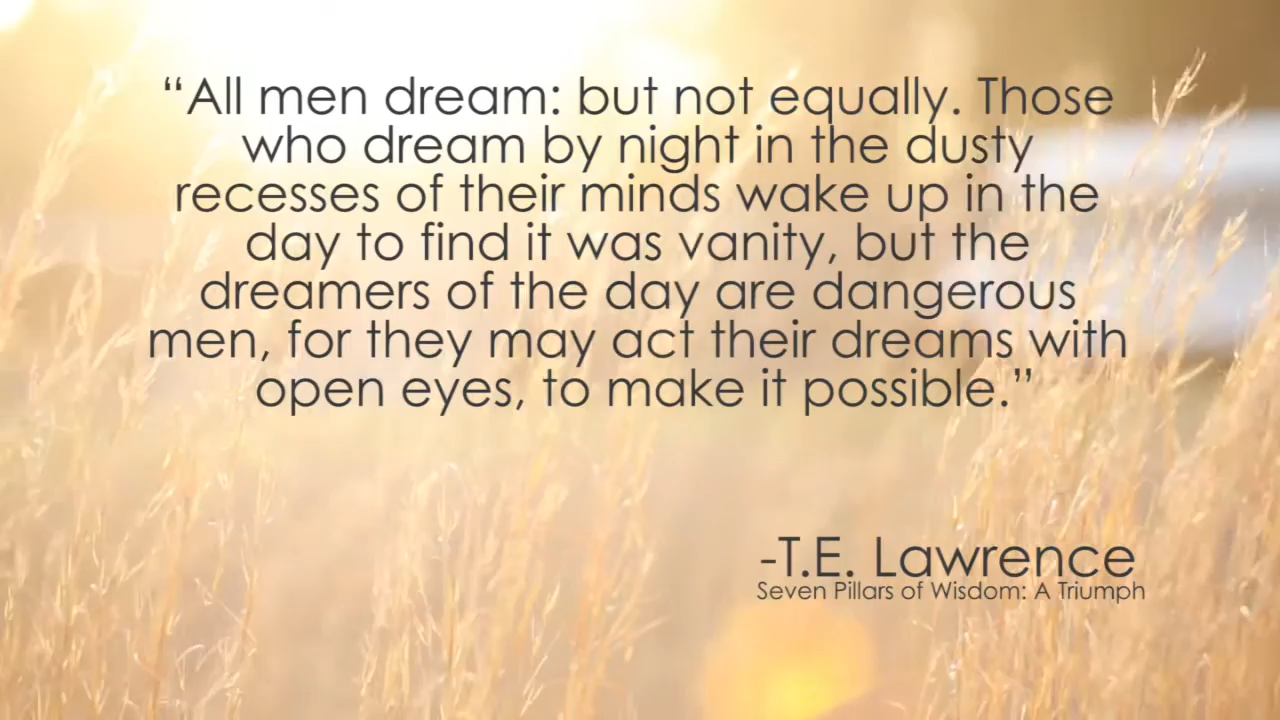 “All men dream: but not equally. Those
who dream by night in the dusty
recesses of their minds wake up in the
day to find it was vanity, but the
dreamers of the day are dangerous
men, for they may act their dreams with
open eyes, to make it possible.”
-T.E. Lawrence
Seven Pillars of Wisdom: A Triumph